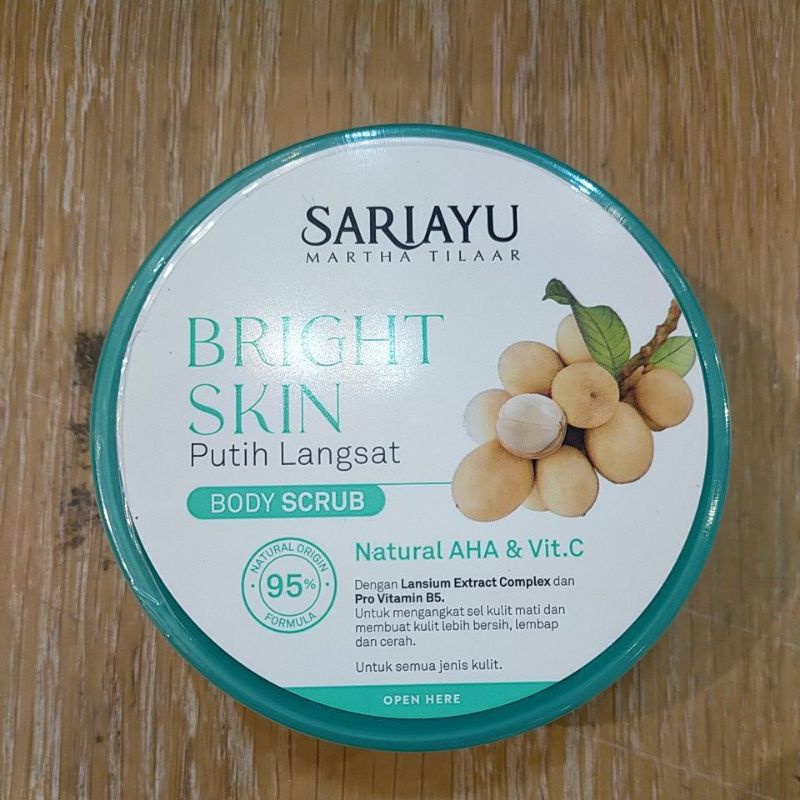 SARIAYU
MARTHA TILAAR
BRIGHT
SKIN
Putih Langsat
BODY SCRUB
NATURAL ORIGIN
95%
FORMULA
Natural AHA & Vit.C
Dengan Lansium Extract Complex dan
Pro Vitamin B5.
Untuk mengangkat sel kulit mati dan
membuat kulit lebih bersih, lembap
dan cerah.
Untuk semua jenis kulit.
OPEN HERE